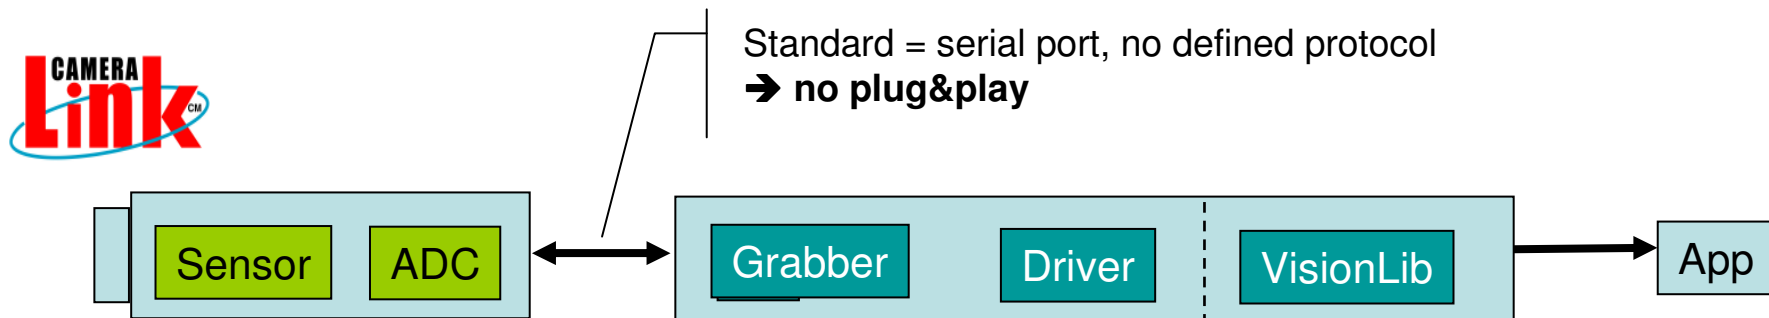 CAMERA
Link
CM
Standard = serial port, no defined protocol
➔ no plug&play
Sensor
ADC
Grabber
Driver
VisionLib
App